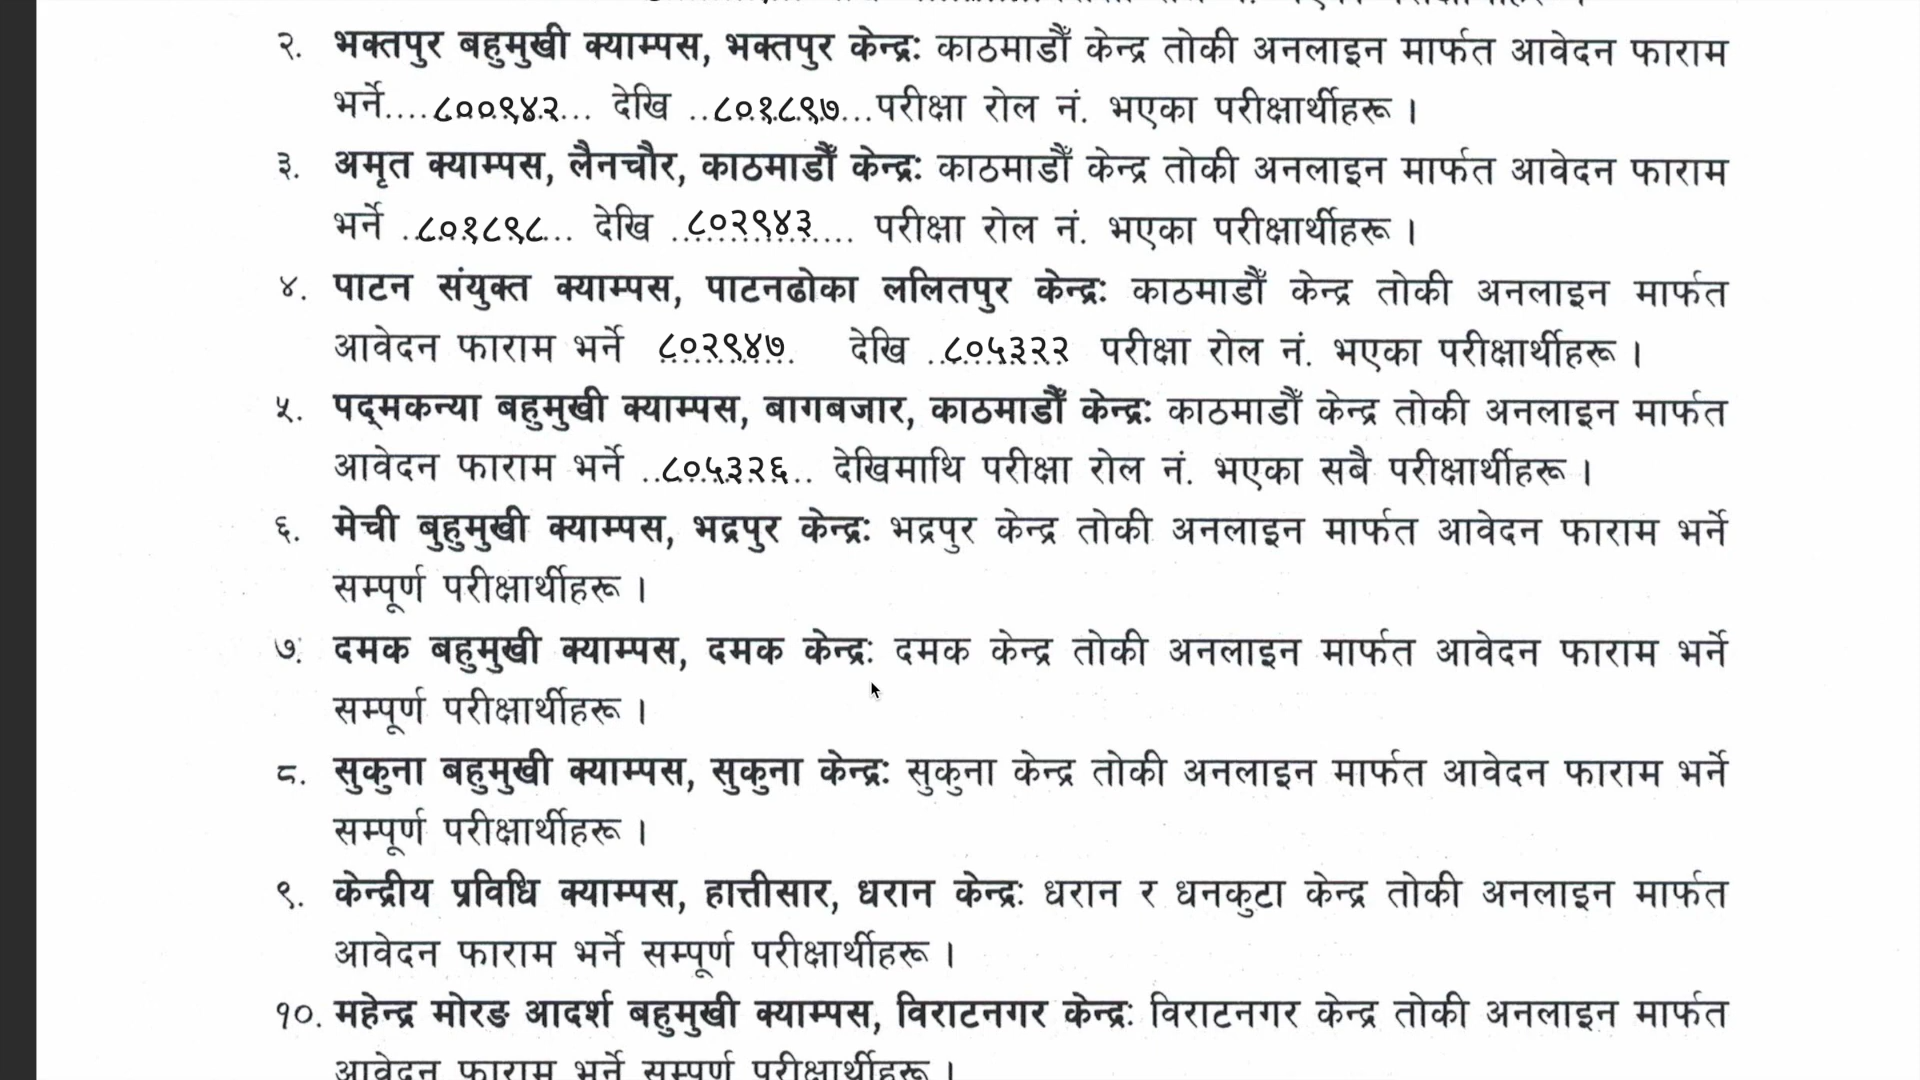 २. भक्तपुर बहुमुखी क्याम्पस, भक्तपुर केन्द्रः काठमाडौँ केन्द्र तोकी अनलाइन मार्फत आवेदन फाराम
भर्ने....८००९४२... देखि ..८०१८९७...परीक्षा रोल नं. भएका परीक्षार्थीहरू ।
३. अमृत क्याम्पस, लैनचौर, काठमाडौँ केन्द्रः काठमाडौँ केन्द्र तोकी अनलाइन मार्फत आवेदन फाराम
भर्ने ..८०१८९८... देखि ..८०२९४३.... परीक्षा रोल नं. भएका परीक्षार्थीहरू ।
४. पाटन संयुक्त क्याम्पस, पाटनढोका ललितपुर केन्द्रः काठमाडौँ केन्द्र तोकी अनलाइन मार्फत
आवेदन फाराम भर्ने ८०२९४७. देखि ..८०५३२२ परीक्षा रोल नं. भएका परीक्षार्थीहरू ।
५. पद्मकन्या बहुमुखी क्याम्पस, बागबजार, काठमाडौँ केन्द्रः काठमाडौँ केन्द्र तोकी अनलाइन मार्फत
आवेदन फाराम भर्ने ..८०५३२६.. देखिमाथि परीक्षा रोल नं. भएका सबै परीक्षार्थीहरू ।
६. मेची बुहुमुखी क्याम्पस, भद्रपुर केन्द्रः भद्रपुर केन्द्र तोकी अनलाइन मार्फत आवेदन फाराम भर्ने
सम्पूर्ण परीक्षार्थीहरू ।
७. दमक बहुमुखी क्याम्पस, दमक केन्द्रः दमक केन्द्र तोकी अनलाइन मार्फत आवेदन फाराम भर्ने
सम्पूर्ण परीक्षार्थीहरू ।
८. सुकुना बहुमुखी क्याम्पस, सुकुना केन्द्रः सुकुना केन्द्र तोकी अनलाइन मार्फत आवेदन फाराम भर्ने
सम्पूर्ण परीक्षार्थीहरू ।
९. केन्द्रीय प्रविधि क्याम्पस, हात्तीसार, धरान केन्द्रः धरान र धनकुटा केन्द्र तोकी अनलाइन मार्फत
आवेदन फाराम भर्ने सम्पूर्ण परीक्षार्थीहरू ।
१०. महेन्द्र मोरङ आदर्श बहुमुखी क्याम्पस, विराटनगर केन्द्रः विराटनगर केन्द्र तोकी अनलाइन मार्फत
आवेदन फाराम भर्ने सम्पूर्ण परीक्षार्थीहरू ।